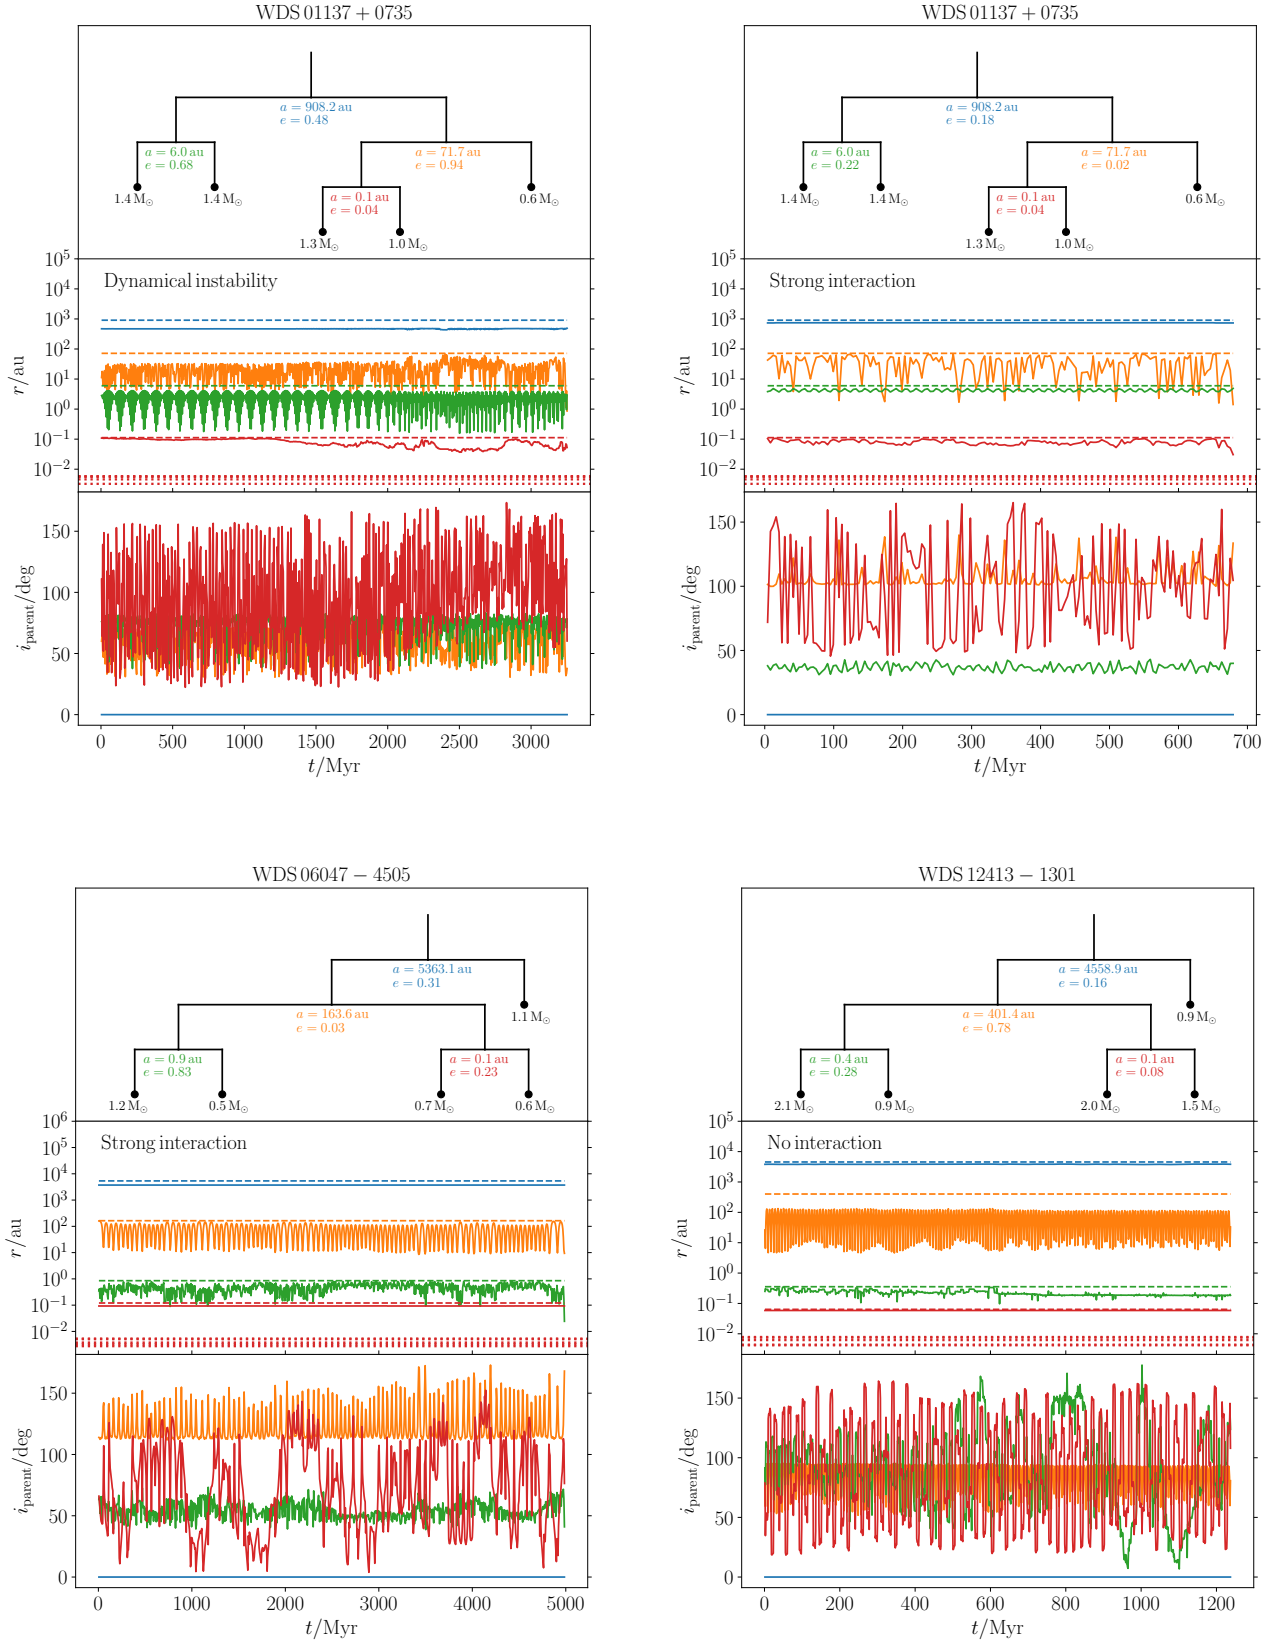 WDS 01137 + 0735
a = 908.2 au
e = 0.48
a = 6.0 au
e = 0.68
a = 71.7 au
e = 0.94
1.4 M⊙
1.4 M⊙
a = 0.1 au
e = 0.04
0.6 M⊙
1.3 M⊙
1.0 M⊙
Dynamical instability
10^5
10^4
10^3
10^2
10^1
10^0
10^−1
10^−2
r/au
150
100
50
0
i_parent/deg
0 500 1000 1500 2000 2500 3000
t/Myr
WDS 01137 + 0735
a = 908.2 au
e = 0.18
a = 6.0 au
e = 0.22
a = 71.7 au
e = 0.02
1.4 M⊙
1.4 M⊙
a = 0.1 au
e = 0.04
0.6 M⊙
1.3 M⊙
1.0 M⊙
Strong interaction
10^5
10^4
10^3
10^2
10^1
10^0
10^−1
10^−2
r/au
150
100
50
0
i_parent/deg
0 100 200 300 400 500 600 700
t/Myr
WDS 06047 − 4505
a = 5363.1 au
e = 0.31
a = 163.6 au
e = 0.03
1.1 M⊙
a = 0.9 au
e = 0.83
a = 0.1 au
e = 0.23
1.2 M⊙
0.5 M⊙
0.7 M⊙
0.6 M⊙
Strong interaction
10^6
10^5
10^4
10^3
10^2
10^1
10^0
10^−1
10^−2
r/au
150
100
50
0
i_parent/deg
0 1000 2000 3000 4000 5000
t/Myr
WDS 12413 − 1301
a = 4558.9 au
e = 0.16
a = 401.4 au
e = 0.78
0.9 M⊙
a = 0.4 au
e = 0.28
a = 0.1 au
e = 0.08
2.1 M⊙
0.9 M⊙
2.0 M⊙
1.5 M⊙
No interaction
10^5
10^4
10^3
10^2
10^1
10^0
10^−1
10^−2
r/au
150
100
50
0
i_parent/deg
0 200 400 600 800 1000 1200
t/Myr